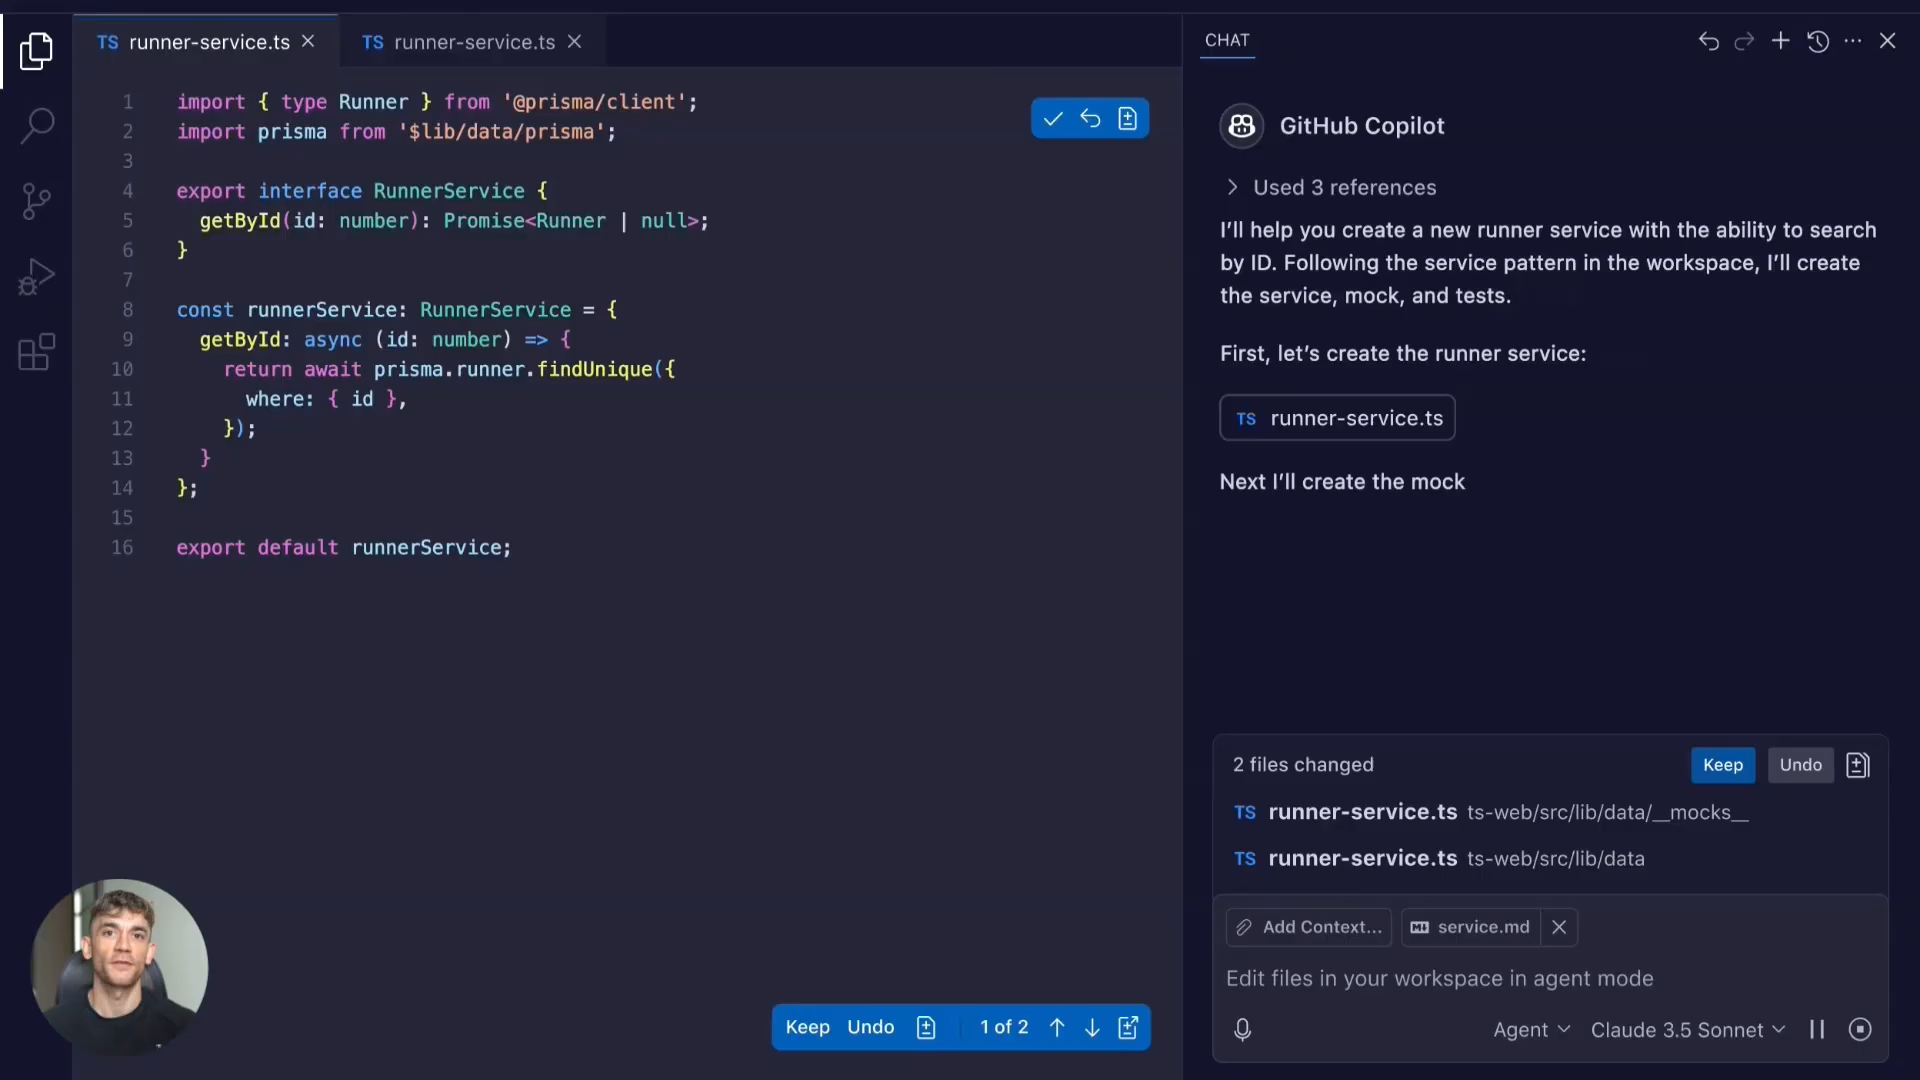 TS runner-service.ts
TS runner-service.ts
1 import { type Runner } from '@prisma/client';
2 import prisma from '$lib/data/prisma';
3
4 export interface RunnerService {
5 getById(id: number): Promise<Runner | null>;
6 }
7
8 const runnerService: RunnerService = {
9 getById: async (id: number) => {
10 return await prisma.runner.findUnique({
11 where: { id },
12 });
13 }
14 };
15
16 export default runnerService;
Keep Undo 1 of 2
CHAT
GitHub Copilot
Used 3 references
I’ll help you create a new runner service with the ability to search
by ID. Following the service pattern in the workspace, I’ll create
the service, mock, and tests.
First, let’s create the runner service:
TS runner-service.ts
Next I’ll create the mock
2 files changed Keep Undo
TS runner-service.ts ts-web/src/lib/data/__mocks__
TS runner-service.ts ts-web/src/lib/data
Add Context... service.md
Edit files in your workspace in agent mode
Agent Claude 3.5 Sonnet